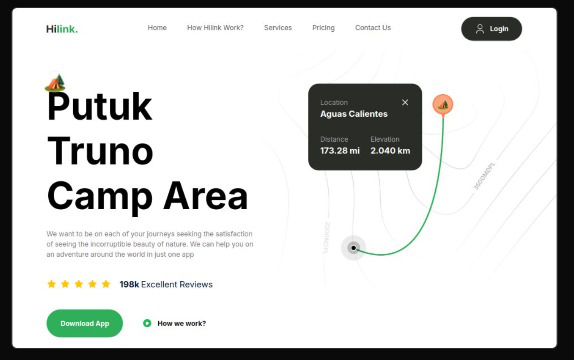 Hilink.
Home
How Hilink Work?
Services
Pricing
Contact Us
Login
Putuk
Truno
Camp Area
We want to be on each of your journeys seeking the satisfaction
of seeing the incorruptible beauty of nature. We can help you on
an adventure around the world in just one app
198k Excellent Reviews
Download App
How we work?
Location
Aguas Calientes
Distance
Elevation
173.28 mi
2.040 km